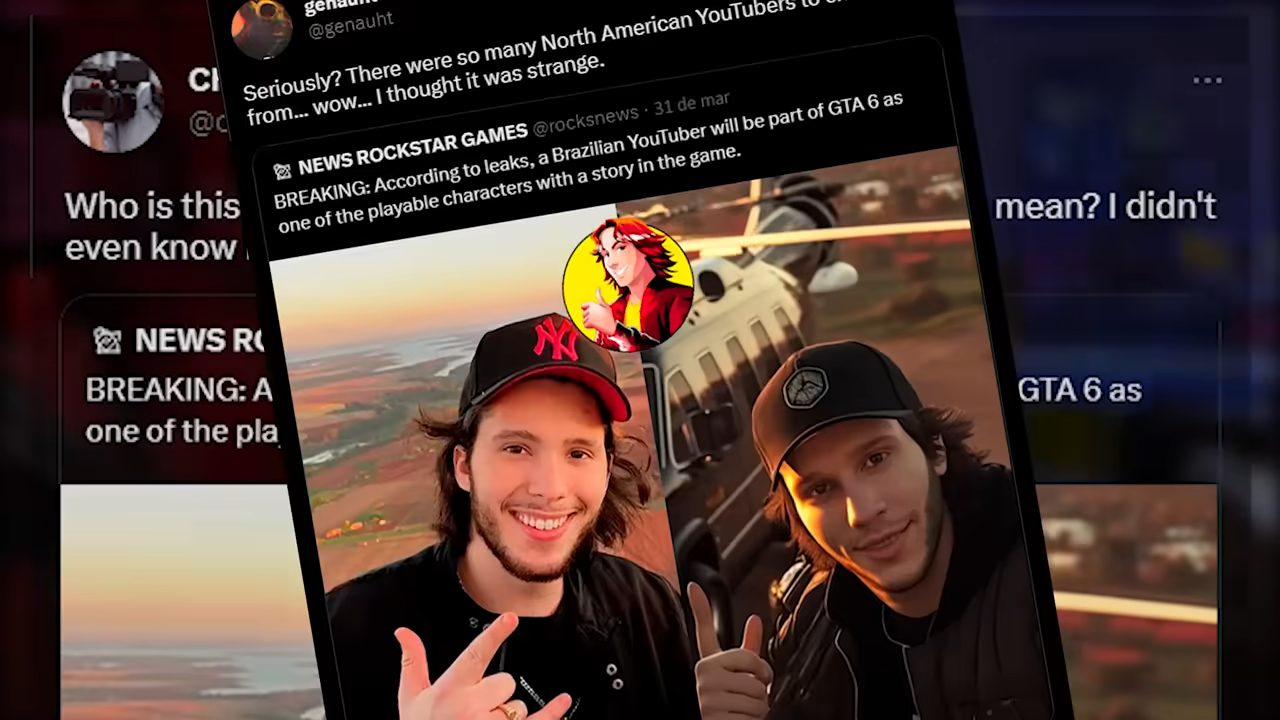 genauht
@genauht
Seriously? There were so many North American YouTubers to
from... wow... I thought it was strange.
NEWS ROCKSTAR GAMES @rocksnews · 31 de mar
BREAKING: According to leaks, a Brazilian YouTuber will be part of GTA 6 as
one of the playable characters with a story in the game.
NY
Who is this
mean? I didn't
even know
NEWS
BREAKING:
GTA 6 as
one of the